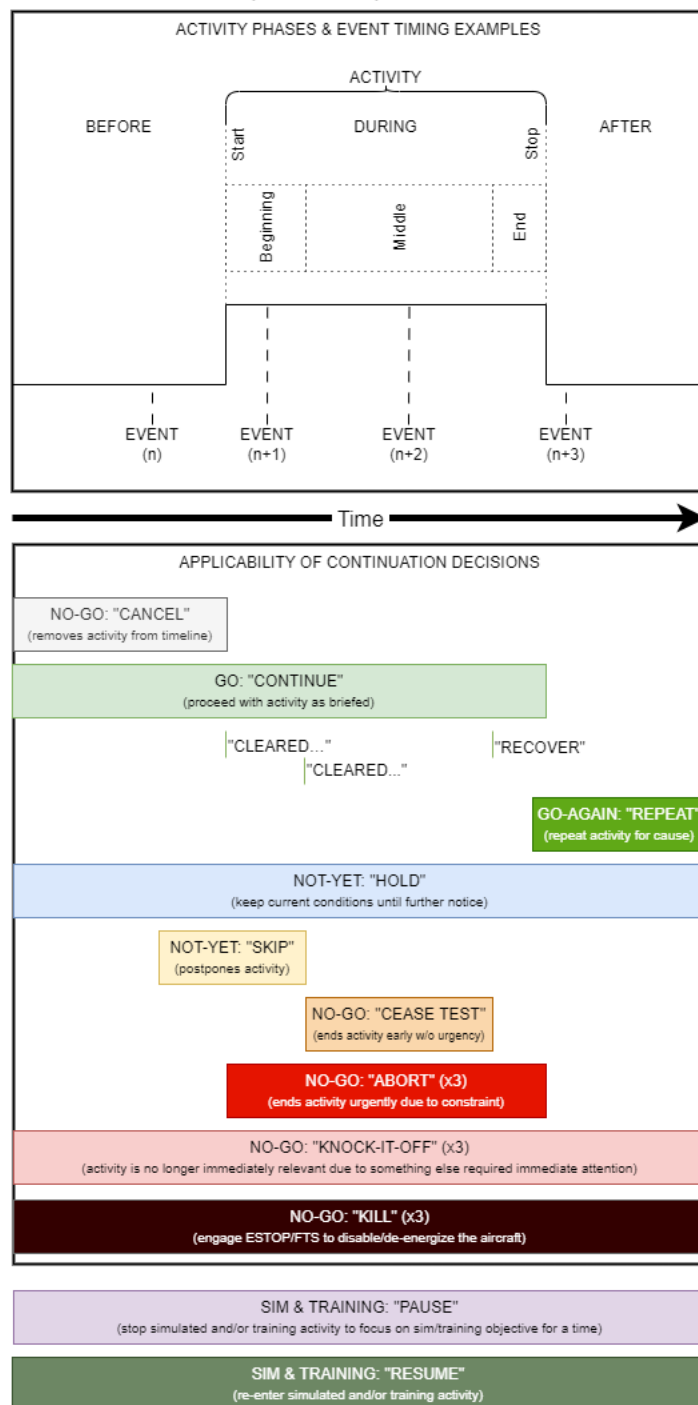 ACTIVITY PHASES & EVENT TIMING EXAMPLES
ACTIVITY
BEFORE
DURING
AFTER
Start
Stop
Beginning
Middle
End
EVENT
(n)
EVENT
(n+1)
EVENT
(n+2)
EVENT
(n+3)
Time
APPLICABILITY OF CONTINUATION DECISIONS
NO-GO: "CANCEL"
(removes activity from timeline)
GO: "CONTINUE"
(proceed with activity as briefed)
"CLEARED..."
"RECOVER"
"CLEARED..."
GO-AGAIN: "REPEAT"
(repeat activity for cause)
NOT-YET: "HOLD"
(keep current conditions until further notice)
NOT-YET: "SKIP"
(postpones activity)
NO-GO: "CEASE TEST"
(ends activity early w/o urgency)
NO-GO: "ABORT" (x3)
(ends activity urgently due to constraint)
NO-GO: "KNOCK-IT-OFF" (x3)
(activity is no longer immediately relevant due to something else required immediate attention)
NO-GO: "KILL" (x3)
(engage ESTOP/FTS to disable/de-energize the aircraft)
SIM & TRAINING: "PAUSE"
(stop simulated and/or training activity to focus on sim/training objective for a time)
SIM & TRAINING: "RESUME"
(re-enter simulated and/or training activity)